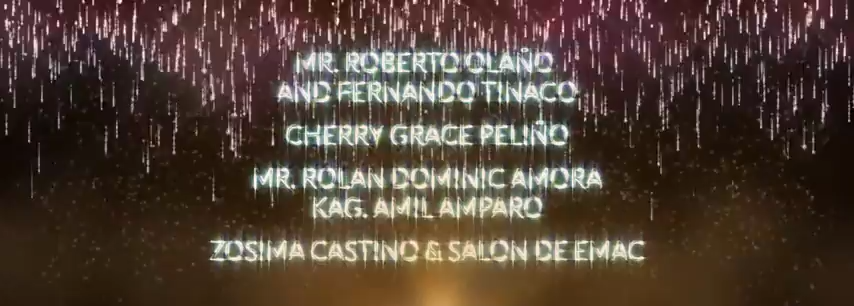 MR. ROBERTO OLAÑO
AND FERNANDO TINACO
CHERRY GRACE PELIÑO
MR. ROLAN DOMINIC AMORA
KAG. AMIL AMPARO
ZOSIMA CASTINO & SALON DE EMAC